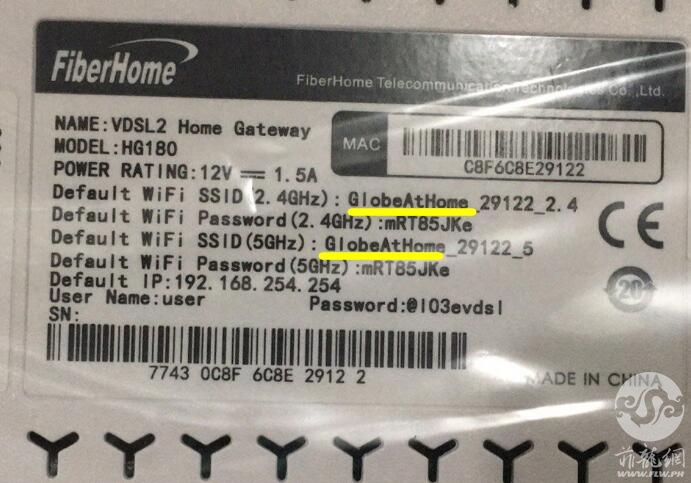 FiberHome
FiberHome Telecommunication Technologies Co.,Ltd.
NAME:VDSL2 Home Gateway
MODEL:HG180
POWER RATING:12V ⎓ 1.5A
MAC
C8F6C8E29122
Default WiFi SSID(2.4GHz):GlobeAtHome_29122_2.4
Default WiFi Password(2.4GHz):mRT85JKe
Default WiFi SSID(5GHz):GlobeAtHome_29122_5
Default WiFi Password(5GHz):mRT85JKe
Default IP:192.168.254.254
User Name:user Password:@l03evdsl
SN:
CE
20
7743 0C8F 6C8E 2912 2
MADE IN CHINA
菲龍網
WWW.FLW.PH